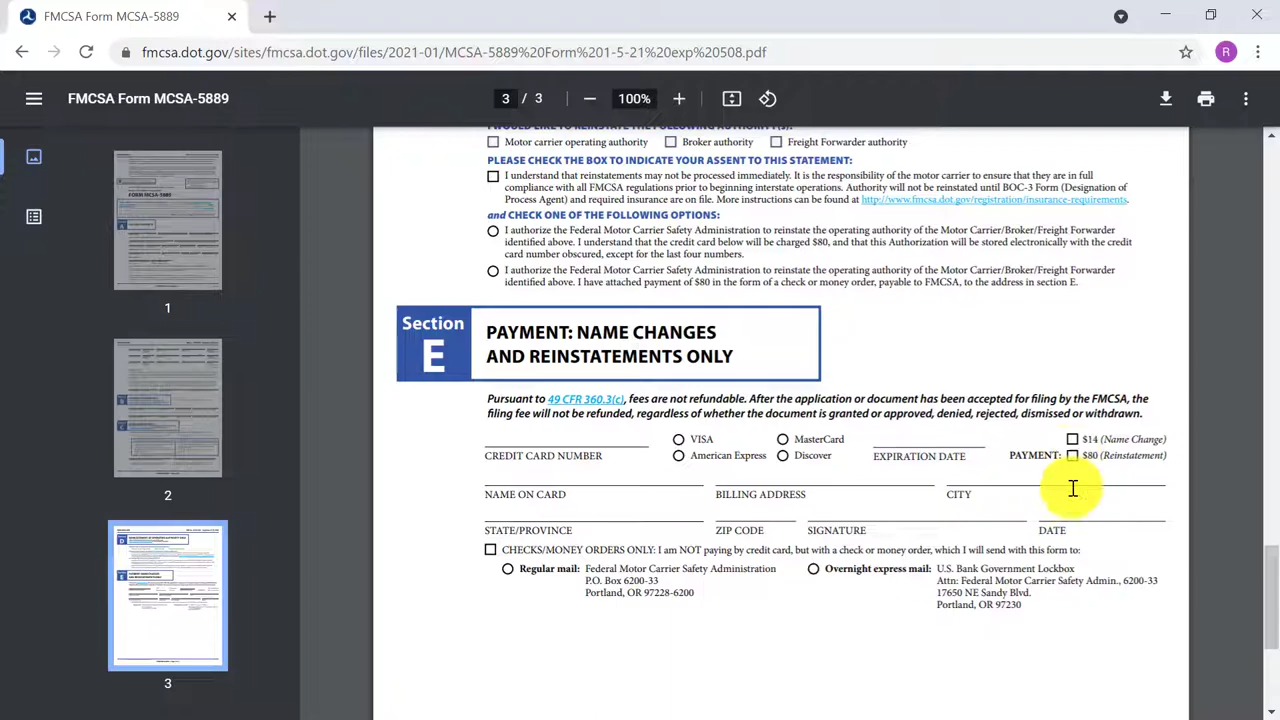 FMCSA Form MCSA-5889
fmcsa.dot.gov/sites/fmcsa.dot.gov/files/2021-01/MCSA-5889%20Form%201-5-21%20exp%20508.pdf
R
FMCSA Form MCSA-5889
3 / 3
100%
1
2
3
I WOULD LIKE TO REINSTATE THE FOLLOWING AUTHORITY(S):
Motor carrier operating authority Broker authority Freight Forwarder authority
PLEASE CHECK THE BOX TO INDICATE YOUR ASSENT TO THIS STATEMENT:
I understand that reinstatements may not be processed immediately. It is the responsibility of the motor carrier to ensure that they are in full
compliance with all FMCSA regulations prior to beginning interstate operations. Authority will not be reinstated until BOC-3 Form (Designation of
Process Agent) and required insurance are on file. More instructions can be found at http://www.fmcsa.dot.gov/registration/insurance-requirements.
and CHECK ONE OF THE FOLLOWING OPTIONS:
I authorize the Federal Motor Carrier Safety Administration to reinstate the operating authority of the Motor Carrier/Broker/Freight Forwarder
identified above. I understand that the credit card below will be charged $80, and that this Authorization will be stored electronically with the credit
card number obscured, except for the last four numbers.
I authorize the Federal Motor Carrier Safety Administration to reinstate the operating authority of the Motor Carrier/Broker/Freight Forwarder
identified above. I have attached payment of $80 in the form of a check or money order, payable to FMCSA, to the address in section E.
Section
E
PAYMENT: NAME CHANGES
AND REINSTATEMENTS ONLY
Pursuant to 49 CFR 360.3(c), fees are not refundable. After the application or document has been accepted for filing by the FMCSA, the
filing fee will not be refunded, regardless of whether the document is granted or approved, denied, rejected, dismissed or withdrawn.
VISA MasterCard $14 (Name Change)
CREDIT CARD NUMBER American Express Discover EXPIRATION DATE PAYMENT: $80 (Reinstatement)
NAME ON CARD BILLING ADDRESS CITY
STATE/PROVINCE ZIP CODE SIGNATURE DATE
CHECKS/MONEY ORDERS: I am NOT paying by credit card, but with a check or money order, which I will send with this form to:
Regular mail: Federal Motor Carrier Safety Administration
P.O. Box 6200-33
Portland, OR 97228-6200
Overnight express mail: U.S. Bank Government Lockbox
Attn: Federal Motor Carrier Safety Admin., 6200-33
17650 NE Sandy Blvd.
Portland, OR 97230